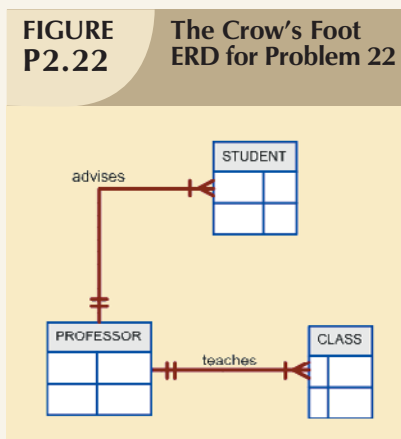 FIGURE
P2.22
The Crow's Foot
ERD for Problem 22
STUDENT
advises
PROFESSOR
teaches
CLASS